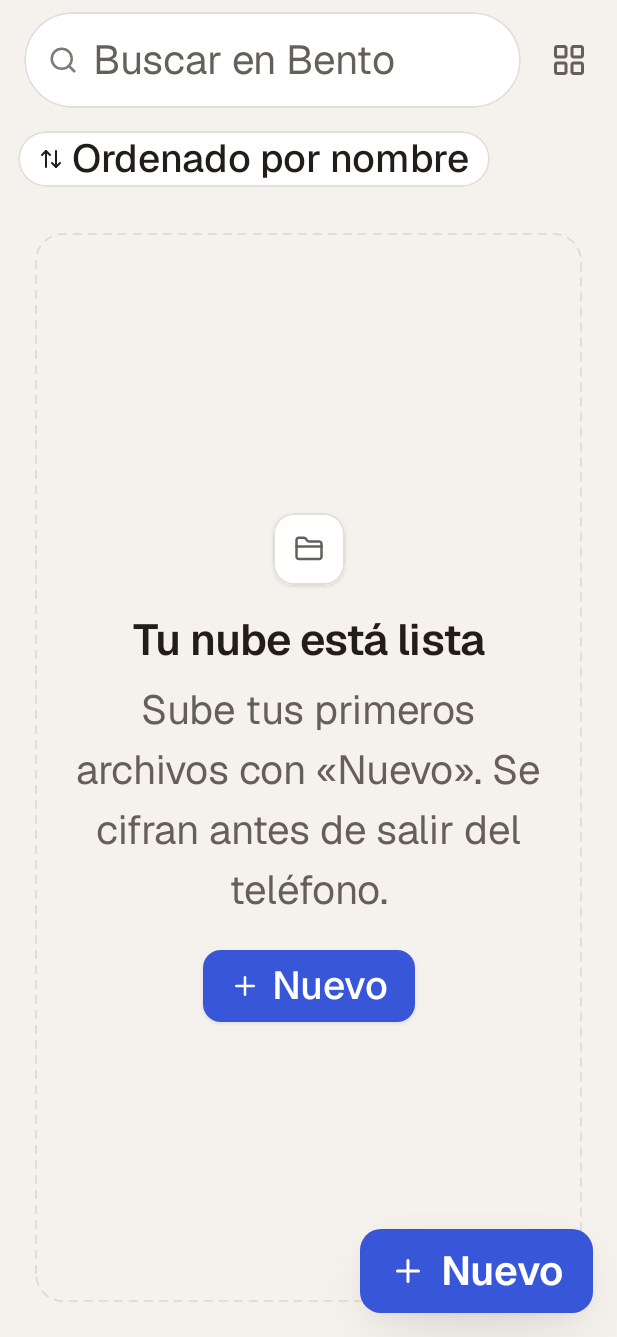 Buscar en Bento
Ordenado por nombre
Tu nube está lista
Sube tus primeros
archivos con «Nuevo». Se
cifran antes de salir del
teléfono.
Nuevo
Nuevo